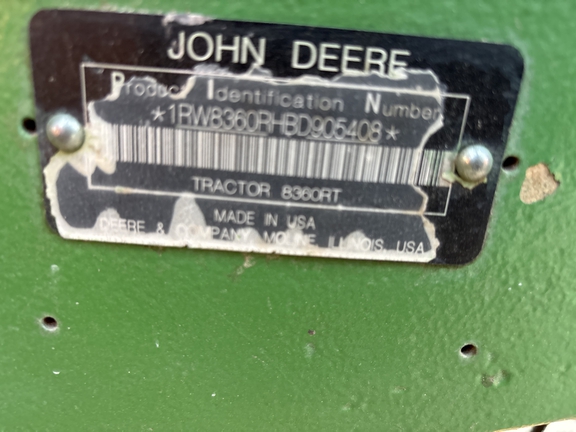 JOHN DEERE
Product Identification Number
*1RW8360RHBD905408*
TRACTOR 8360RT
MADE IN USA
DEERE & COMPANY MOLINE ILLINOIS, USA